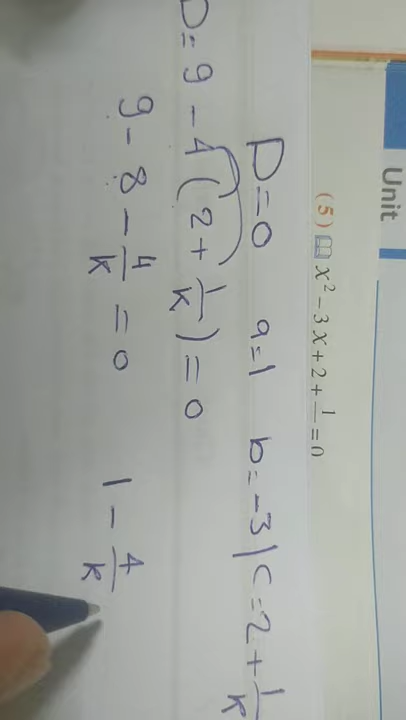 Unit
(5) x² - 3x + 2 + 1/k = 0
D=0 a=1 b=-3 | c=2+1/k
D=9-4(2+1/k)=0
9-8-4/k=0 1-4/k